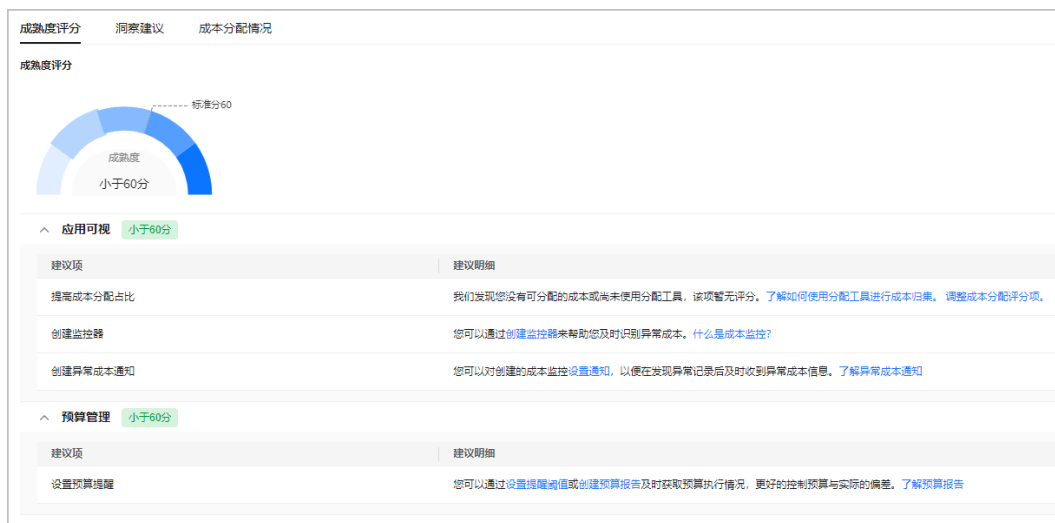 成熟度评分 洞察建议 成本分配情况
成熟度评分
标准分60
成熟度
小于60分
应用可视 小于60分
建议项 建议明细
提高成本分配占比 我们发现您没有可分配的成本或尚未使用分配工具，该项暂无评分。了解如何使用分配工具进行成本归集。 调整成本分配评分项。
创建监控器 您可以通过创建监控器来帮助您及时识别异常成本。什么是成本监控?
创建异常成本通知 您可以对创建的成本监控设置通知，以便在发现异常记录后及时收到异常成本信息。了解异常成本通知
预算管理 小于60分
建议项 建议明细
设置预算提醒 您可以通过设置提醒阈值或创建预算报告及时获取预算执行情况，更好的控制预算与实际的偏差。了解预算报告